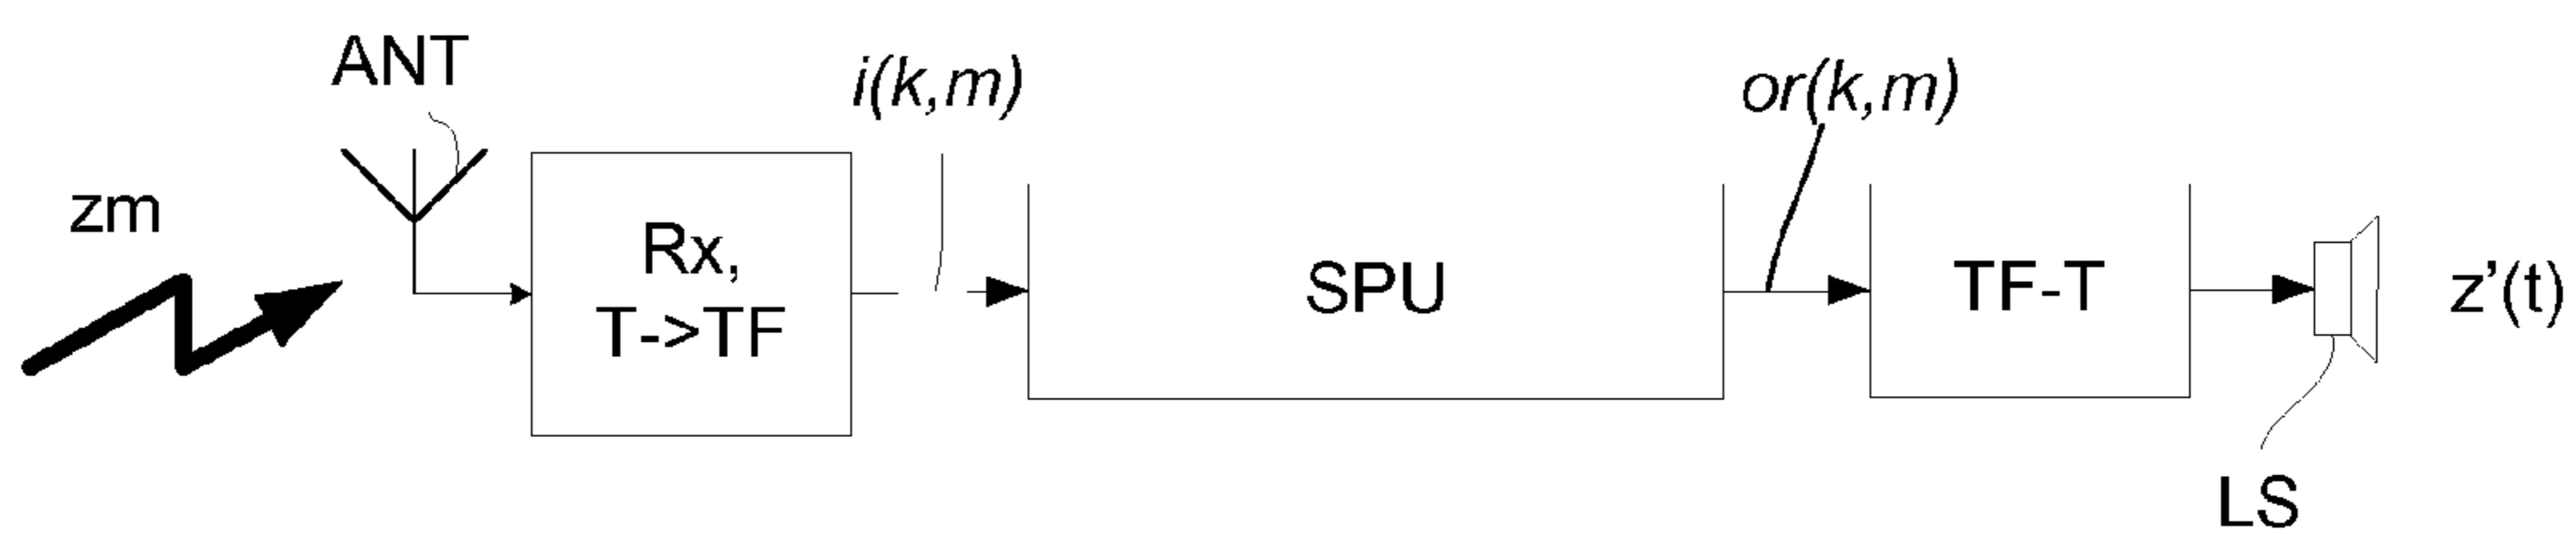 ANT
i(k,m)
or(k,m)
zm
Rx,
T->TF
SPU
TF-T
z’(t)
LS